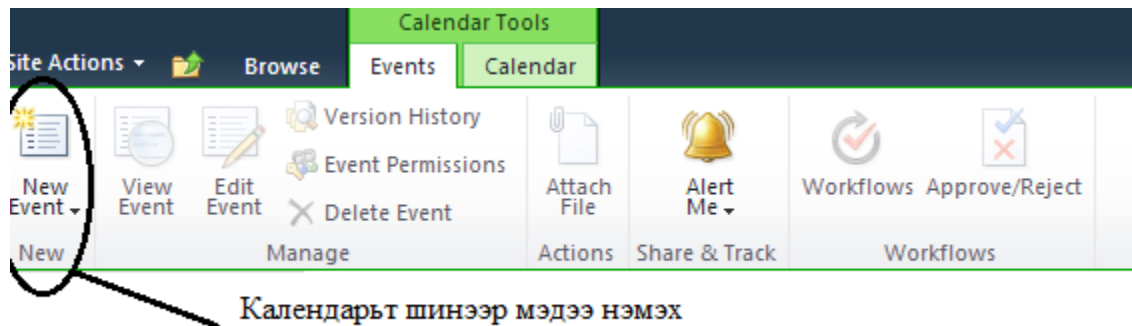 Calendar Tools
Site Actions Browse Events Calendar
New Event
View Event
Edit Event
Version History
Event Permissions
Delete Event
Attach File
Alert Me
Workflows Approve/Reject
New Manage Actions Share & Track Workflows
Календарьт шинээр мэдээ нэмэх